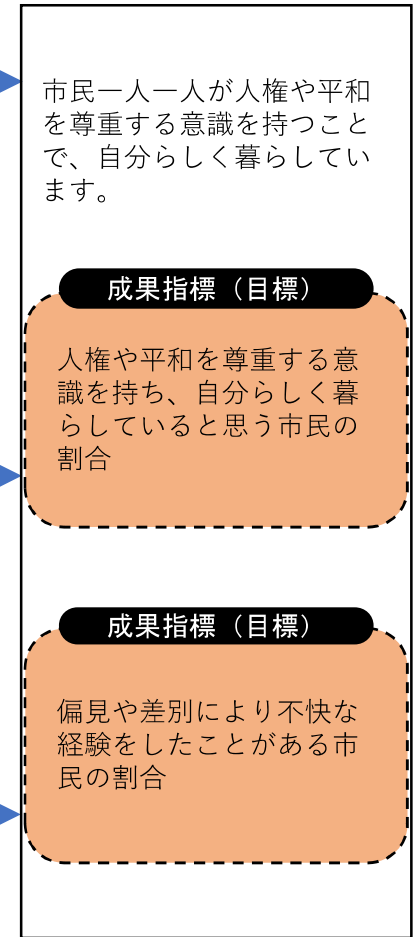 市民一人一人が人権や平和
を尊重する意識を持つこと
で、自分らしく暮らしてい
ます。
成果指標（目標）
人権や平和を尊重する意
識を持ち、自分らしく暮
らしていると思う市民の
割合
成果指標（目標）
偏見や差別により不快な
経験をしたことがある市
民の割合